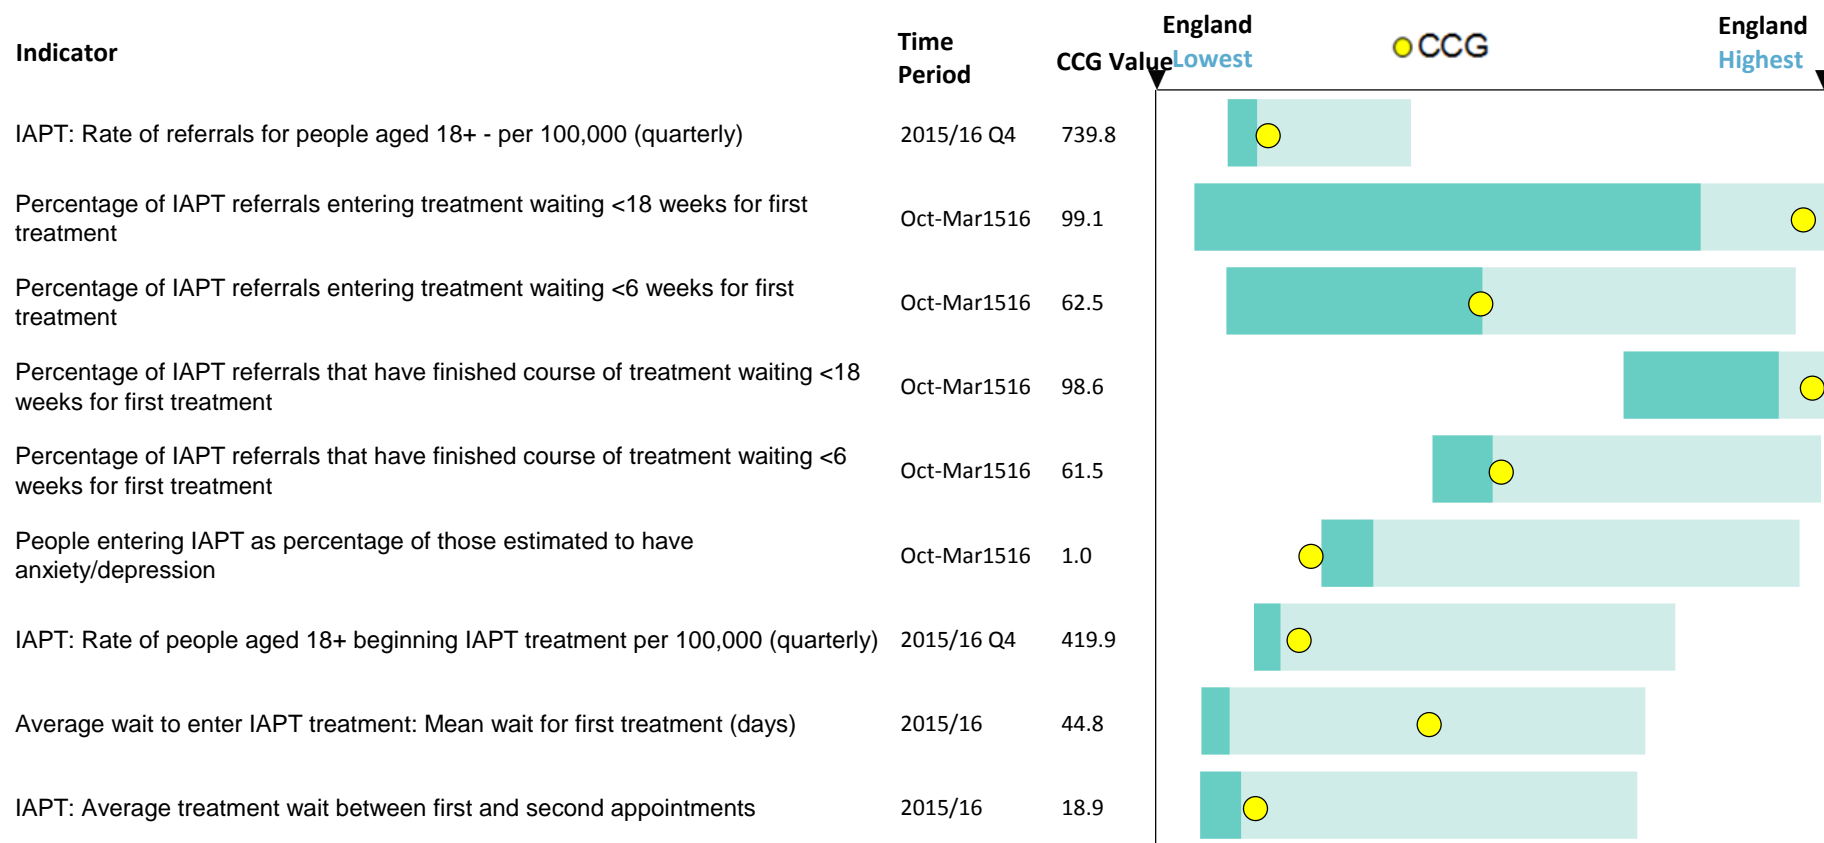 Indicator
Time
Period
CCG Value
England
Lowest
CCG
England
Highest
IAPT: Rate of referrals for people aged 18+ - per 100,000 (quarterly) 2015/16 Q4 739.8
Percentage of IAPT referrals entering treatment waiting <18 weeks for first
treatment
Oct-Mar1516 99.1
Percentage of IAPT referrals entering treatment waiting <6 weeks for first
treatment
Oct-Mar1516 62.5
Percentage of IAPT referrals that have finished course of treatment waiting <18
weeks for first treatment
Oct-Mar1516 98.6
Percentage of IAPT referrals that have finished course of treatment waiting <6
weeks for first treatment
Oct-Mar1516 61.5
People entering IAPT as percentage of those estimated to have
anxiety/depression
Oct-Mar1516 1.0
IAPT: Rate of people aged 18+ beginning IAPT treatment per 100,000 (quarterly) 2015/16 Q4 419.9
Average wait to enter IAPT treatment: Mean wait for first treatment (days) 2015/16 44.8
IAPT: Average treatment wait between first and second appointments 2015/16 18.9